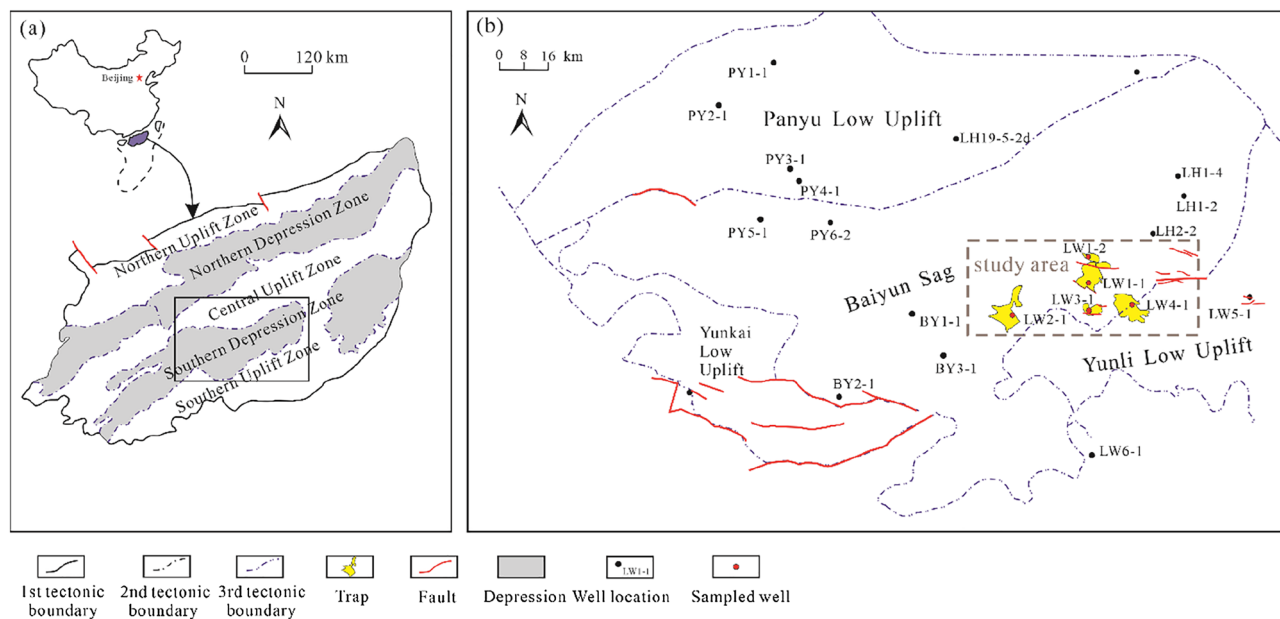 (a)
Beijing
0 120 km
N
Northern Uplift Zone
Northern Depression Zone
Central Uplift Zone
Southern Depression Zone
Southern Uplift Zone
(b)
0 8 16 km
N
PY1-1
PY2-1
Panyu Low Uplift
LH19-5-2d
PY3-1
PY4-1
LH1-4
LH1-2
PY5-1
PY6-2
LH2-2
LW1-2
study area
Baiyun Sag
LW1-1
LW3-1
LW4-1
LW2-1
LW5-1
BY1-1
Yunkai
Low
Uplift
BY3-1
Yunli Low Uplift
BY2-1
LW6-1
LW1-1
1st tectonic
boundary
2nd tectonic
boundary
3rd tectonic
boundary
Trap
Fault
Depression
Well location
Sampled well